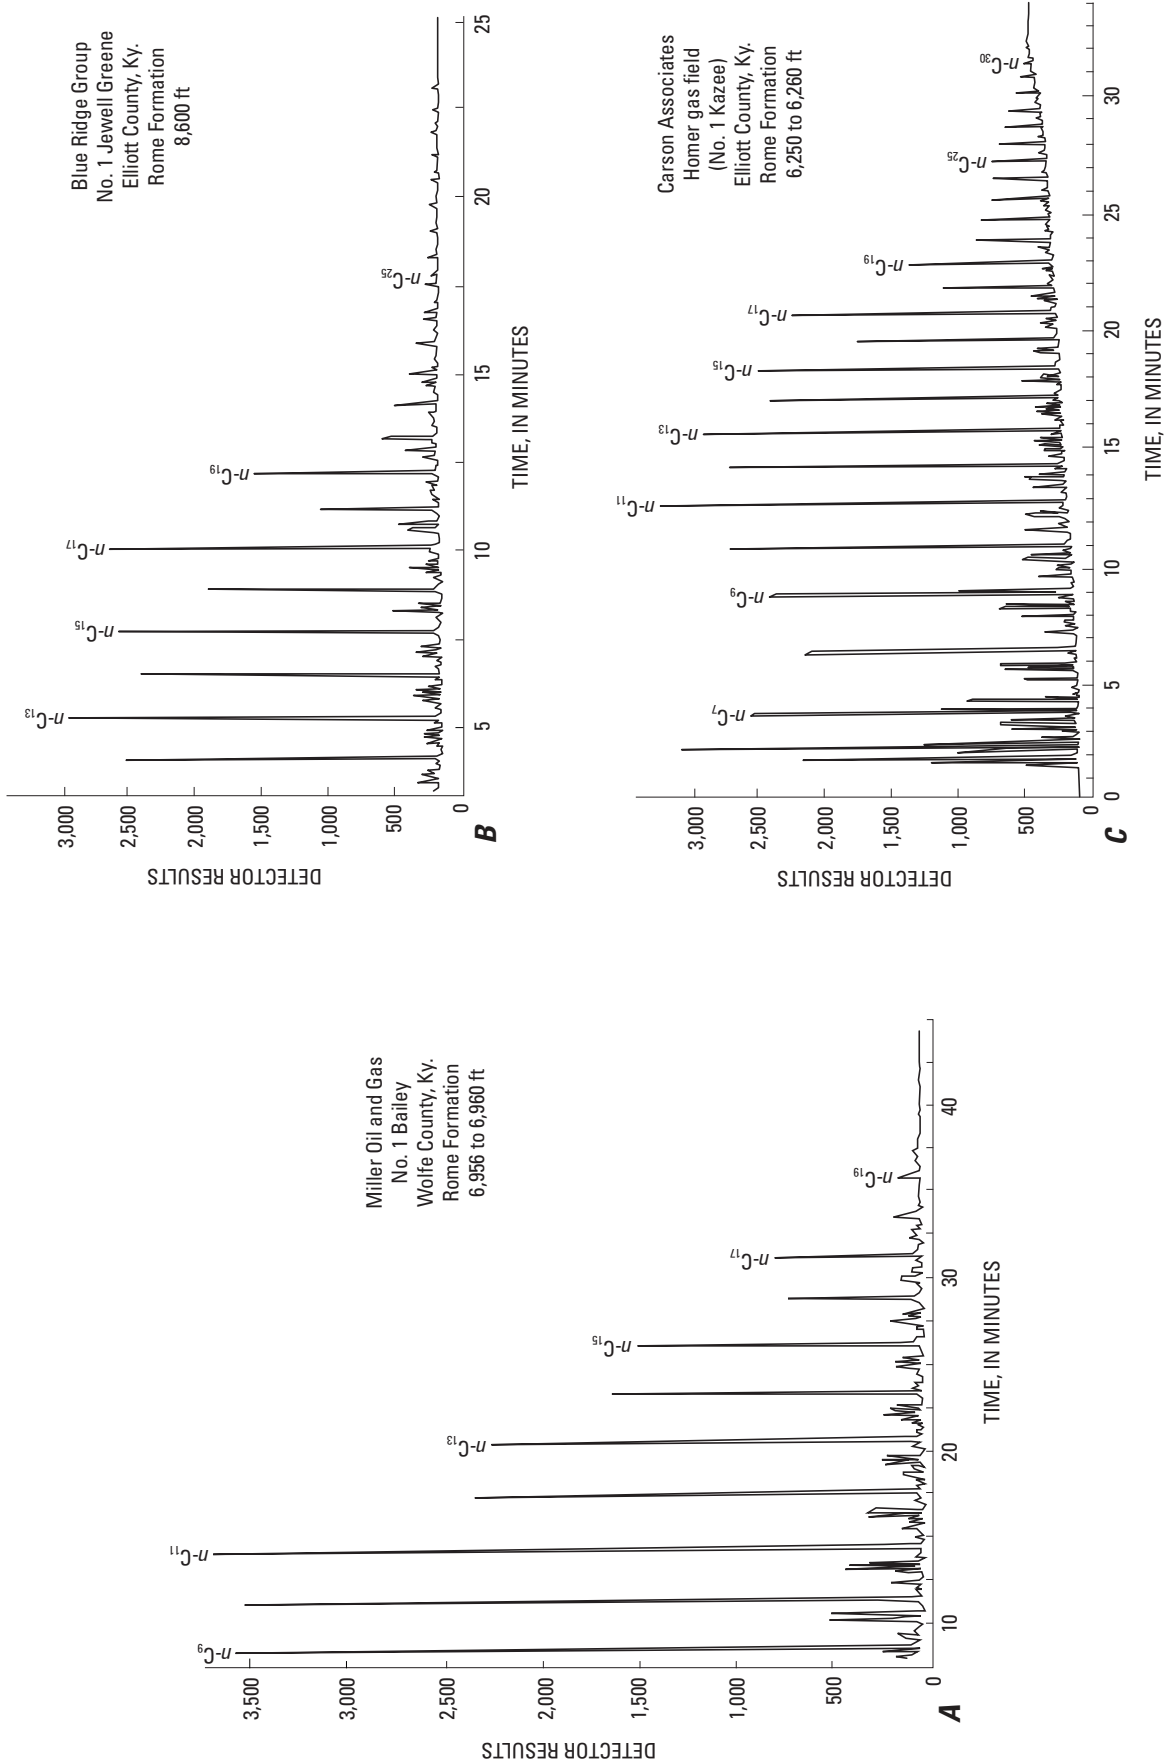 DETECTOR RESULTS
3,500
3,000
2,500
2,000
1,500
1,000
500
0
n-C9
n-C11
n-C13
n-C15
n-C17
n-C19
Miller Oil and Gas
No. 1 Bailey
Wolfe County, Ky.
Rome Formation
6,956 to 6,960 ft
10
20
30
40
TIME, IN MINUTES
A
DETECTOR RESULTS
3,000
2,500
2,000
1,500
1,000
500
0
n-C13
n-C15
n-C17
n-C19
n-C25
Blue Ridge Group
No. 1 Jewell Greene
Elliott County, Ky.
Rome Formation
8,600 ft
5
10
15
20
25
TIME, IN MINUTES
B
DETECTOR RESULTS
3,000
2,500
2,000
1,500
1,000
500
0
n-C7
n-C9
n-C11
n-C13
n-C15
n-C17
n-C19
n-C25
n-C30
Carson Associates
Homer gas field
(No. 1 Kazee)
Elliott County, Ky.
Rome Formation
6,250 to 6,260 ft
0
5
10
15
20
25
30
TIME, IN MINUTES
C